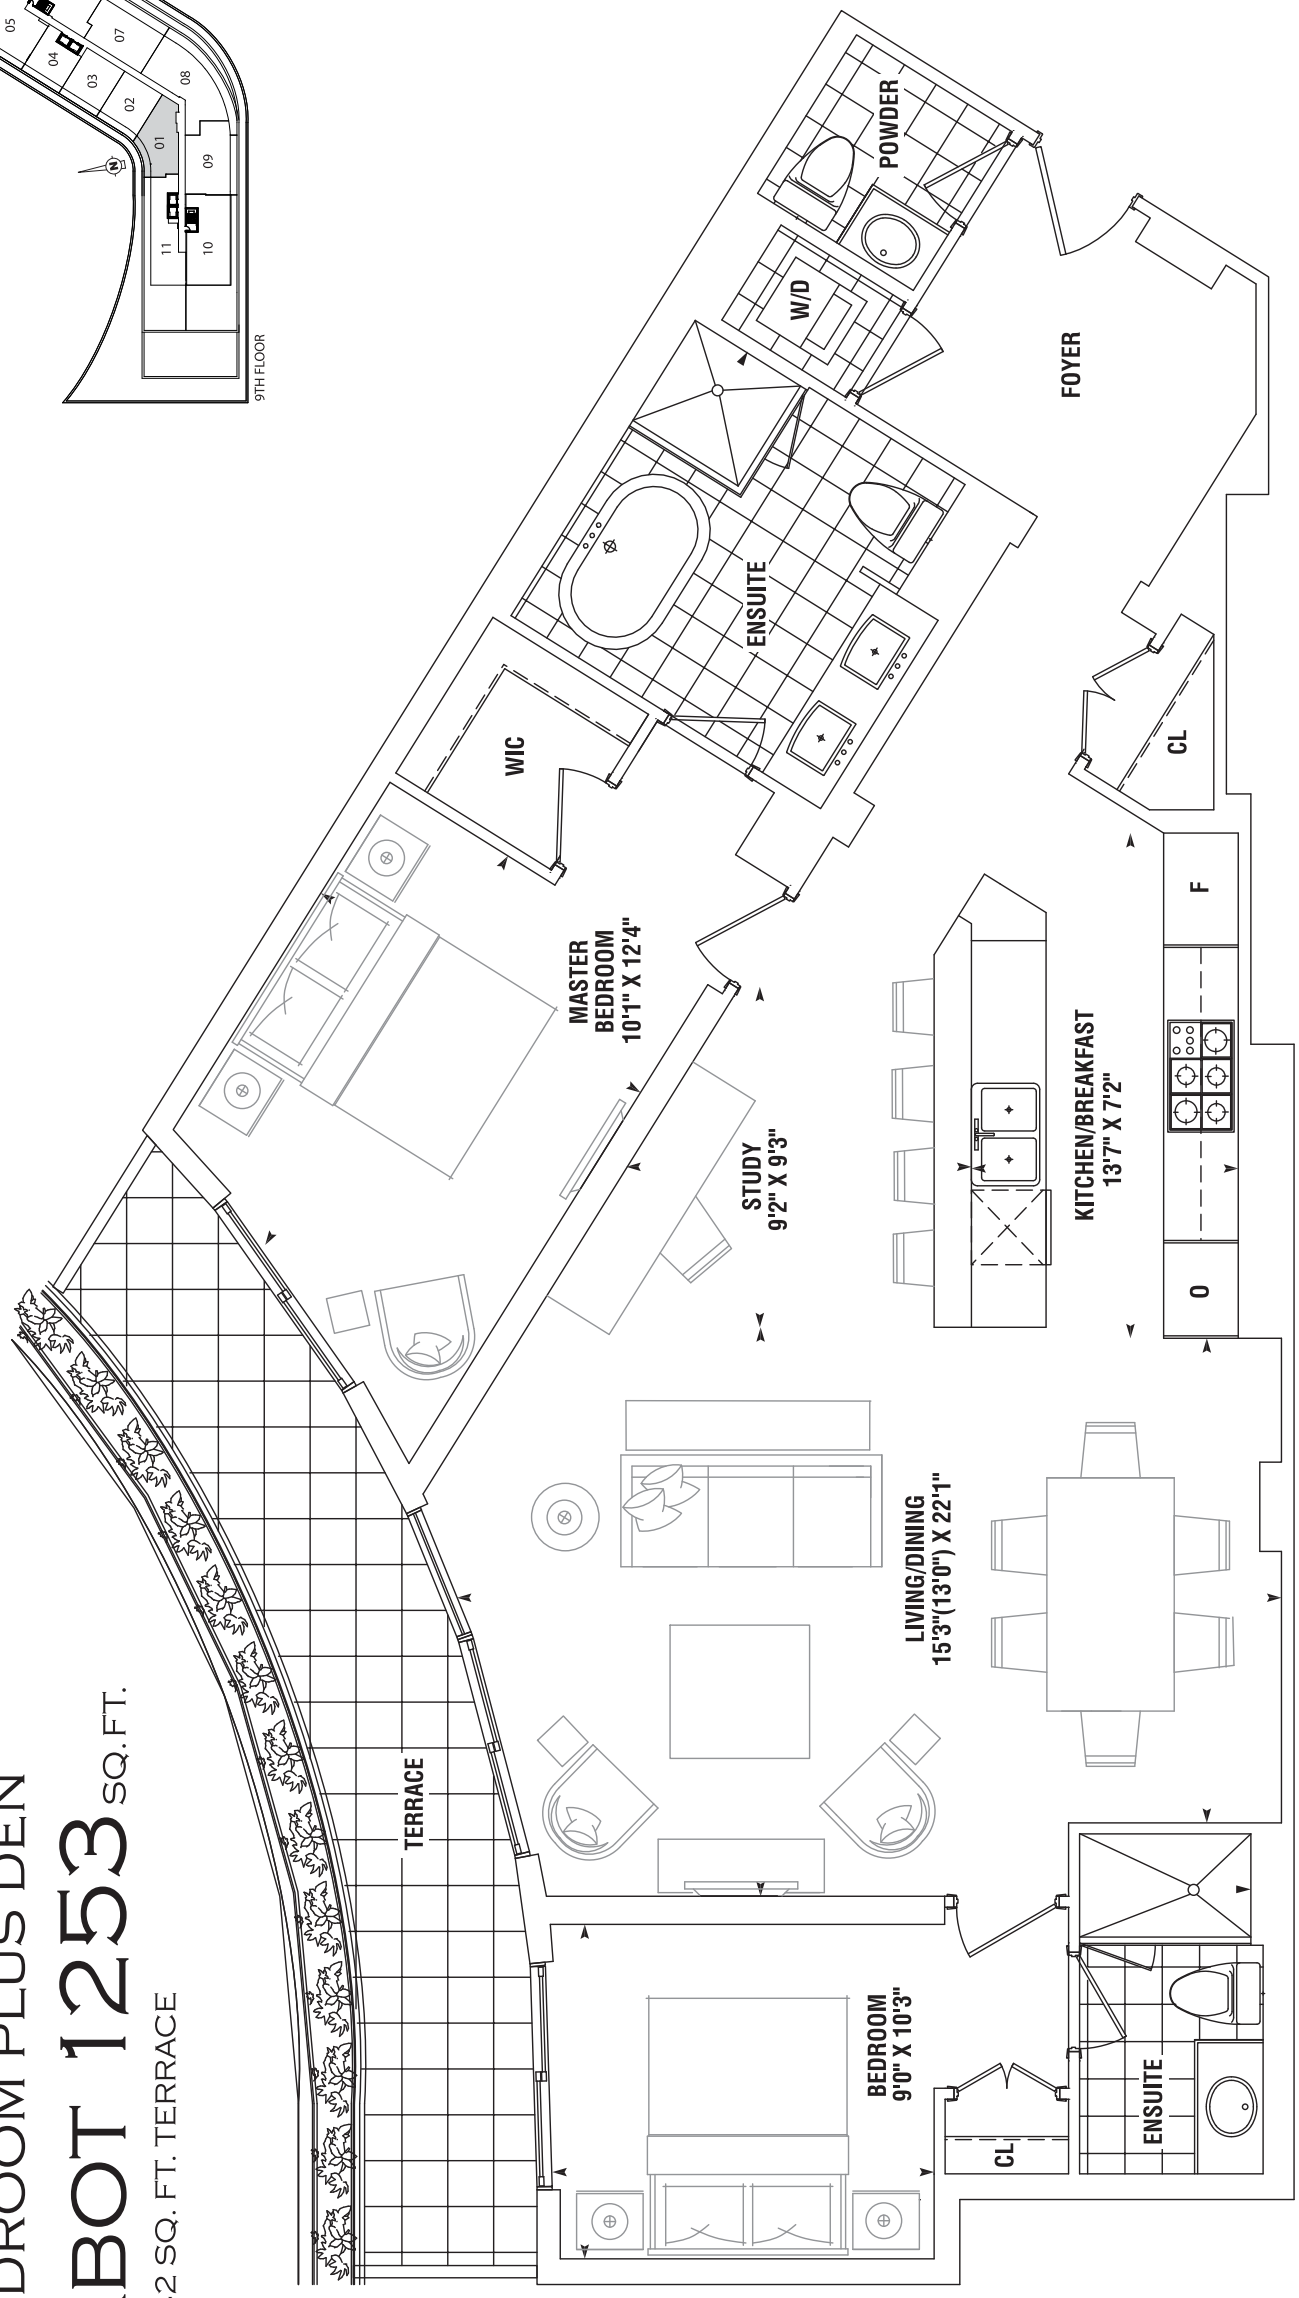 DROOM PLUS DEN
BOT 1253 SQ.FT.
2 SQ. FT. TERRACE
05
04
03
02
01
07
08
09
10
11
N
9TH FLOOR
POWDER
W/D
FOYER
ENSUITE
WIC
CL
MASTER
BEDROOM
10'1" X 12'4"
F
STUDY
9'2" X 9'3"
KITCHEN/BREAKFAST
13'7" X 7'2"
O
LIVING/DINING
15'3"(13'0") X 22'1"
TERRACE
BEDROOM
9'0" X 10'3"
CL
ENSUITE